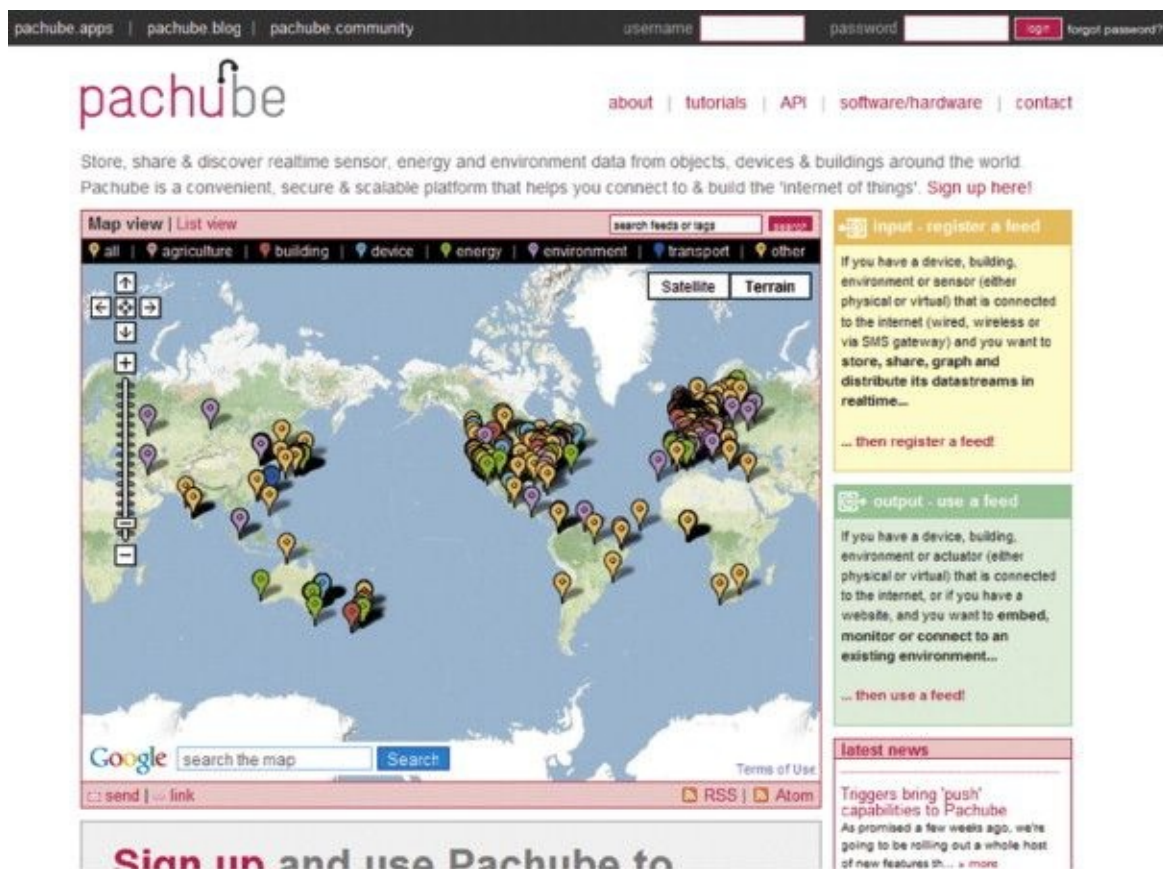 pachube.apps | pachube.blog | pachube.community
username
password
login
forgot password?
pachube
about | tutorials | API | software/hardware | contact
Store, share & discover realtime sensor, energy and environment data from objects, devices & buildings around the world.
Pachube is a convenient, secure & scalable platform that helps you connect to & build the 'internet of things'. Sign up here!
Map view | List view
search feeds or tags
search
all | agriculture | building | device | energy | environment | transport | other
Satellite
Terrain
Google
search the map
Search
Terms of Use
send | link
RSS | Atom
input - register a feed
If you have a device, building,
environment or sensor (either
physical or virtual) that is connected
to the internet (wired, wireless or
via SMS gateway) and you want to
store, share, graph and
distribute its datastreams in
realtime...
... then register a feed!
output - use a feed
If you have a device, building,
environment or actuator (either
physical or virtual) that is connected
to the internet, or if you have a
website, and you want to embed,
monitor or connect to an
existing environment...
... then use a feed!
latest news
Triggers bring 'push'
capabilities to Pachube
As promised a few weeks ago, we're
going to be rolling out a whole host
of new features th... » more
Sign up and use Pachube to